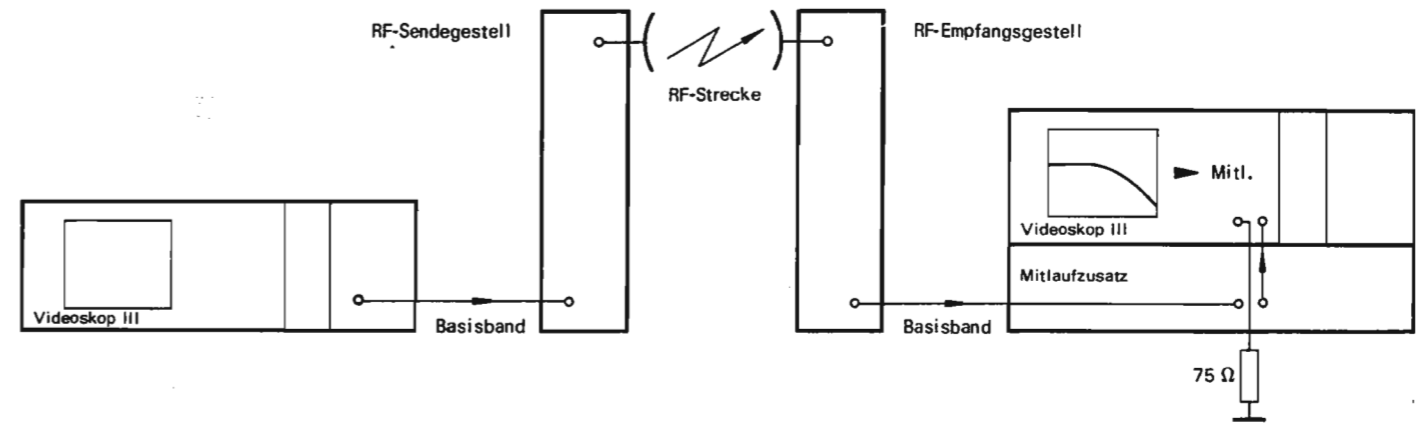 RF-Sendegestell
RF-Empfangsgestell
RF-Strecke
Mitl.
Videoskop III
Mitlaufzusatz
Videoskop III
Basisband
Basisband
75 Ω